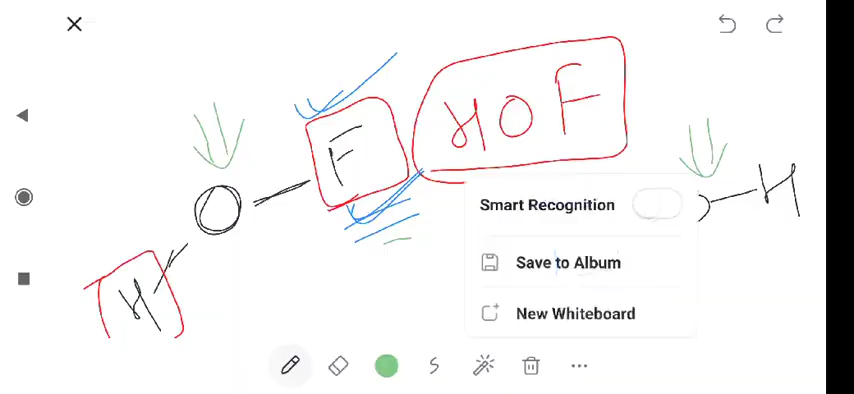 HOF
F
O
H
H
Smart Recognition
Save to Album
New Whiteboard